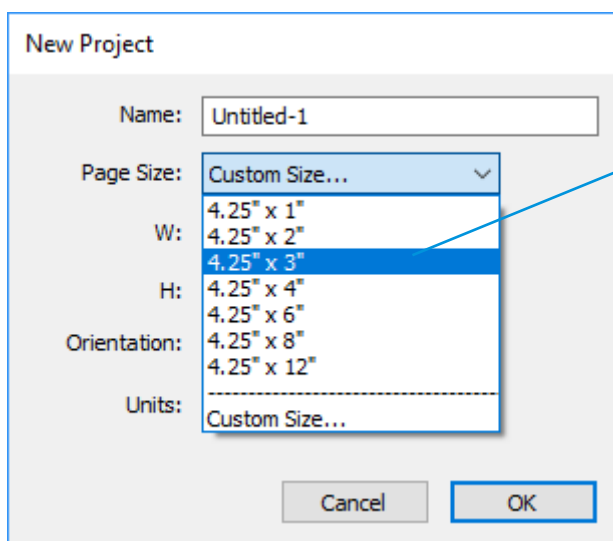 New Project
Name: Untitled-1
Page Size: Custom Size...
4.25" x 1"
W: 4.25" x 2"
4.25" x 3"
H: 4.25" x 4"
4.25" x 6"
Orientation: 4.25" x 8"
4.25" x 12"
Units:
Custom Size...
Cancel OK